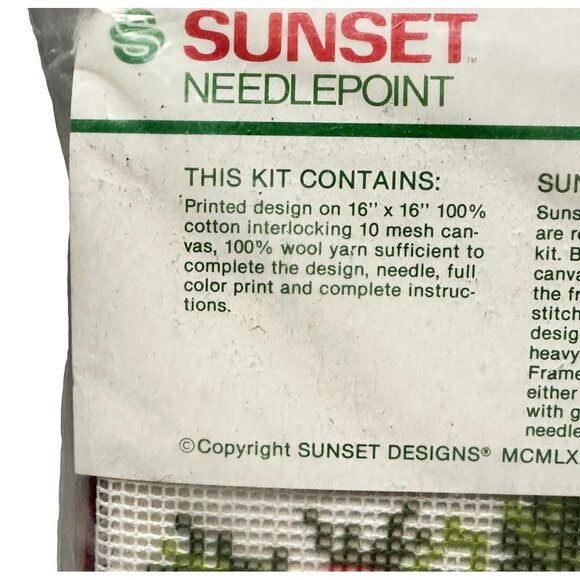 SUNSET™
NEEDLEPOINT
THIS KIT CONTAINS:
Printed design on 16" x 16" 100%
cotton interlocking 10 mesh can-
vas, 100% wool yarn sufficient to
complete the design, needle, full
color print and complete instruc-
tions.
SUN
Suns
are re
kit. B
canva
the fr
stitch
desig
heavy
Frame
either
with g
needle
©Copyright SUNSET DESIGNS® MCMLX